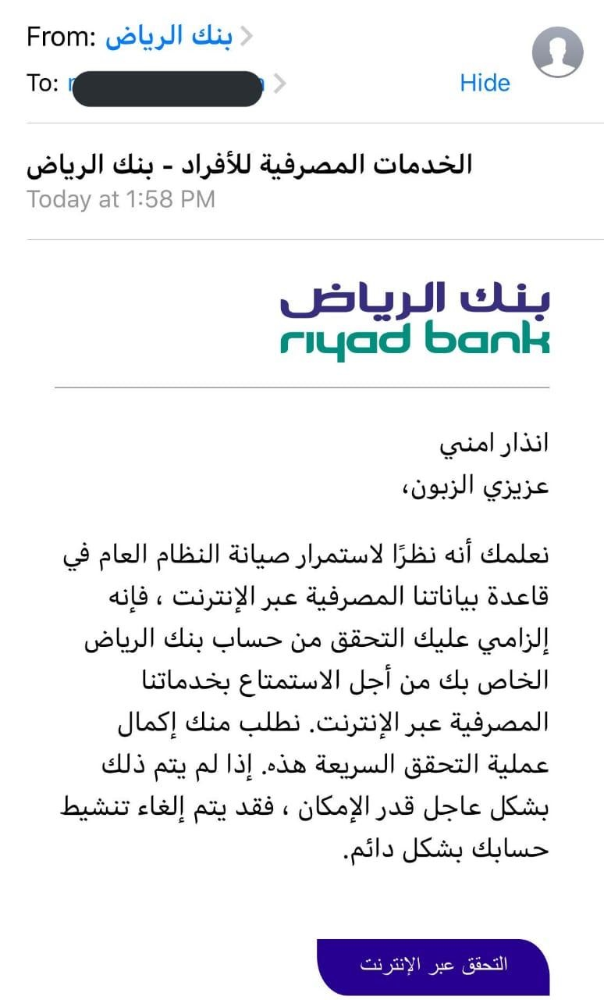 From: بنك الرياض
To:
Hide
الخدمات المصرفية للأفراد - بنك الرياض
Today at 1:58 PM
بنك الرياض
riyad bank
انذار امني
عزيزي الزبون،
نعلمك أنه نظرًا لاستمرار صيانة النظام العام في
قاعدة بياناتنا المصرفية عبر الإنترنت ، فإنه
إلزامي عليك التحقق من حساب بنك الرياض
الخاص بك من أجل الاستمتاع بخدماتنا
المصرفية عبر الإنترنت. نطلب منك إكمال
عملية التحقق السريعة هذه. إذا لم يتم ذلك
بشكل عاجل قدر الإمكان ، فقد يتم إلغاء تنشيط
حسابك بشكل دائم.
التحقق عبر الإنترنت